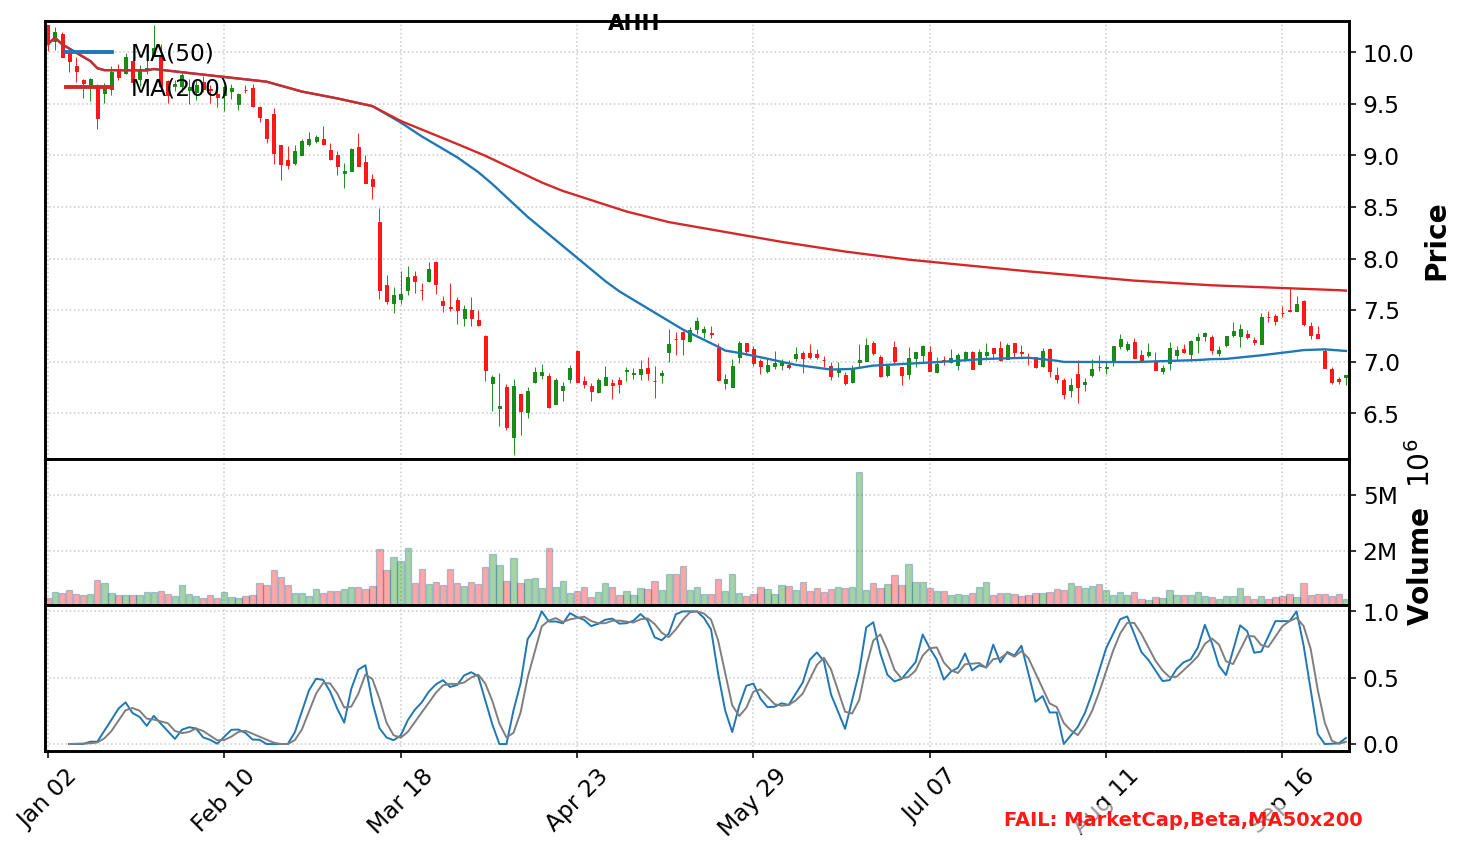 AHH
MA(50)
MA(200)
10.0
9.5
9.0
8.5
8.0
7.5
7.0
6.5
Price
5M
2M
Volume 10^6
1.0
0.5
0.0
Jan 02
Feb 10
Mar 18
Apr 23
May 29
Jul 07
Aug 11
Sep 16
FAIL: MarketCap,Beta,MA50x200